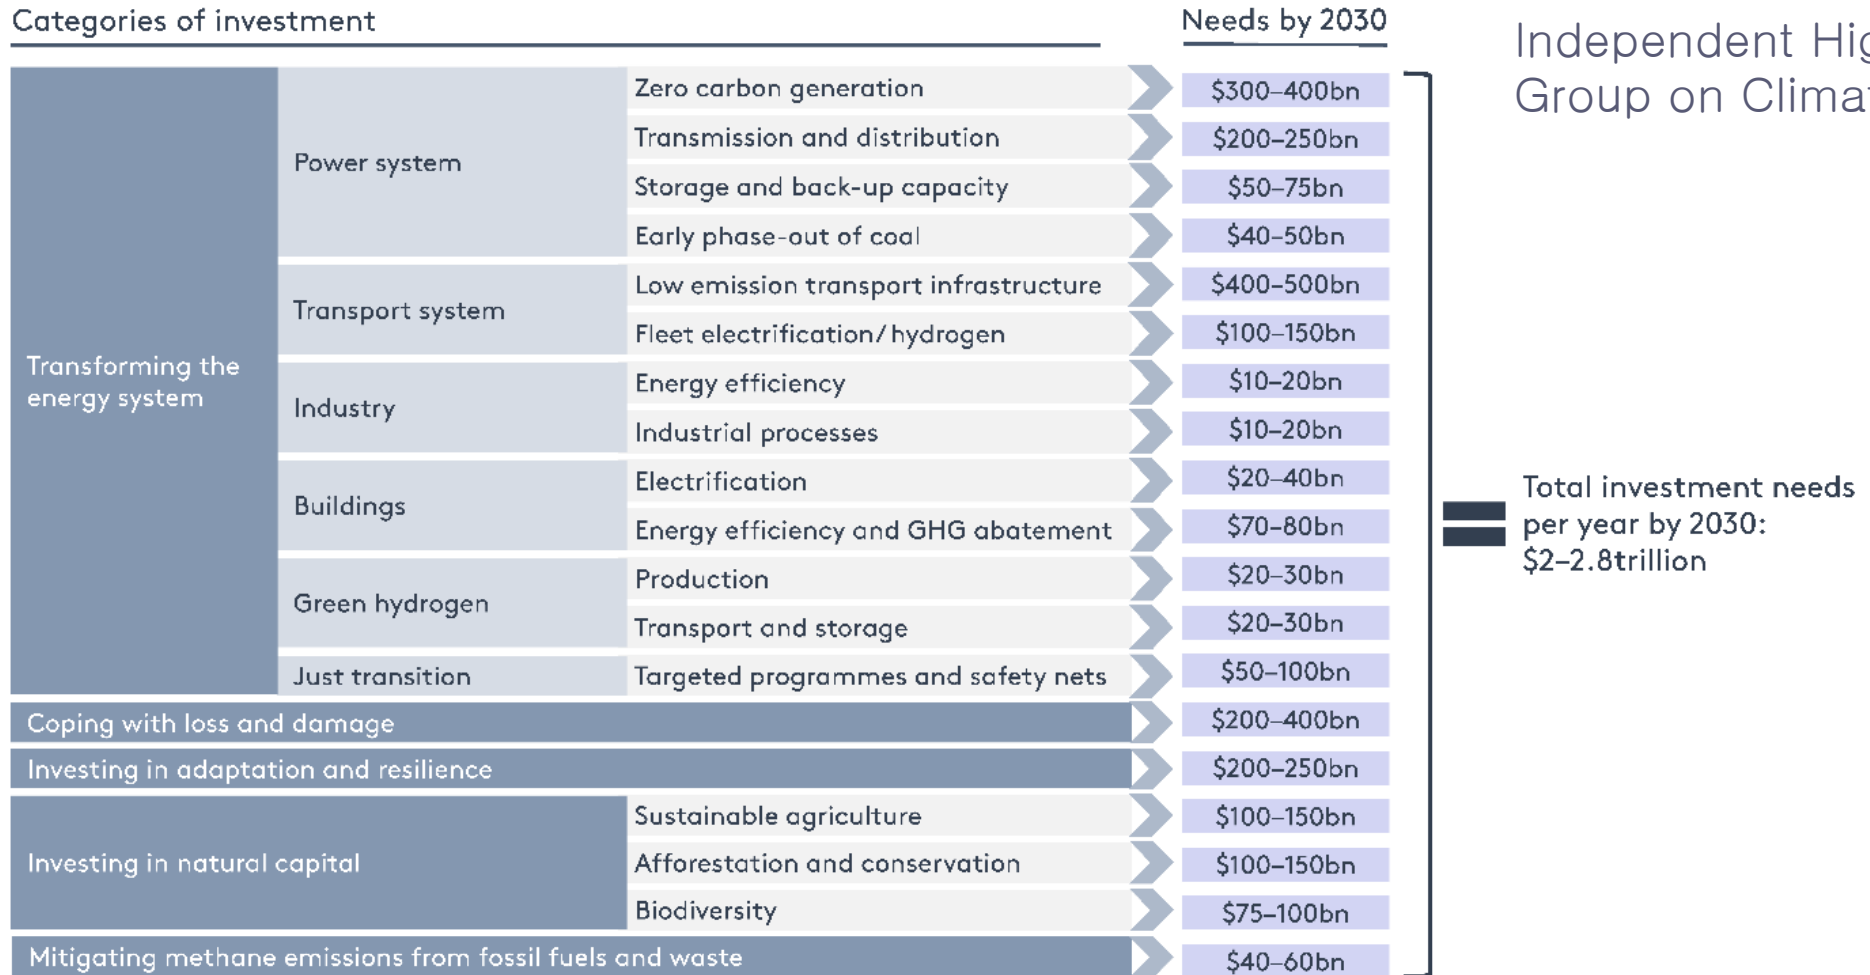 Categories of investment
Needs by 2030
Independent Hig
Group on Climat
Transforming the
energy system
Power system
Zero carbon generation
$300–400bn
Transmission and distribution
$200–250bn
Storage and back-up capacity
$50–75bn
Early phase-out of coal
$40–50bn
Transport system
Low emission transport infrastructure
$400–500bn
Fleet electrification/hydrogen
$100–150bn
Industry
Energy efficiency
$10–20bn
Industrial processes
$10–20bn
Buildings
Electrification
$20–40bn
Energy efficiency and GHG abatement
$70–80bn
Green hydrogen
Production
$20–30bn
Transport and storage
$20–30bn
Just transition
Targeted programmes and safety nets
$50–100bn
Coping with loss and damage
$200–400bn
Investing in adaptation and resilience
$200–250bn
Investing in natural capital
Sustainable agriculture
$100–150bn
Afforestation and conservation
$100–150bn
Biodiversity
$75–100bn
Mitigating methane emissions from fossil fuels and waste
$40–60bn
Total investment needs
per year by 2030:
$2–2.8trillion